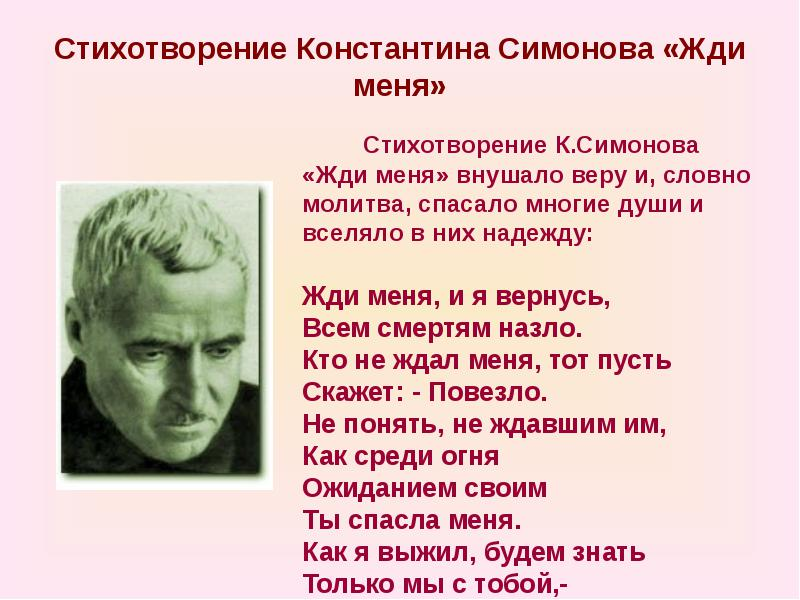 Стихотворение Константина Симонова «Жди
меня»
Стихотворение К.Симонова
«Жди меня» внушало веру и, словно
молитва, спасало многие души и
вселяло в них надежду:
Жди меня, и я вернусь,
Всем смертям назло.
Кто не ждал меня, тот пусть
Скажет: - Повезло.
Не понять, не ждавшим им,
Как среди огня
Ожиданием своим
Ты спасла меня.
Как я выжил, будем знать
Только мы с тобой,-